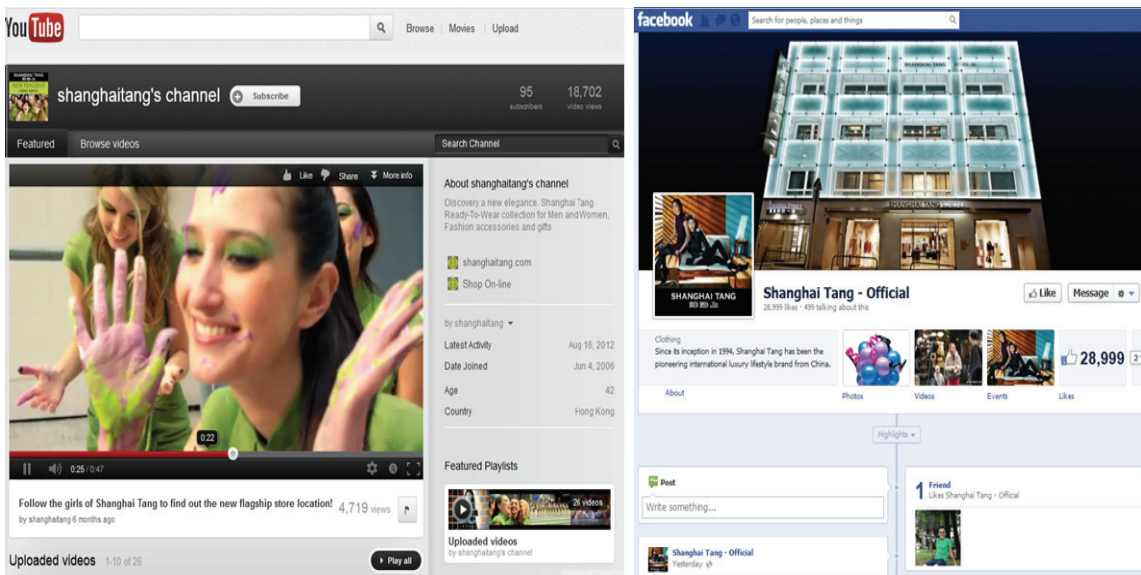 YouTube
Browse
Movies
Upload
shanghaitang's channel
Subscribe
95
subscribers
18,702
video views
Featured
Browse videos
Search Channel
Like
Share
More info
0:22
0:25 / 0:47
Follow the girls of Shanghai Tang to find out the new flagship store location!
4,719 views
by shanghaitang 6 months ago
Uploaded videos 1-10 of 26
Play all
About shanghaitang's channel
Discovery a new elegance. Shanghai Tang
Ready-To-Wear collection for Men and Women,
Fashion accessories and gifts
shanghaitang.com
Shop On-line
by shanghaitang
Latest Activity Aug 16, 2012
Date Joined Jun 4, 2006
Age 42
Country Hong Kong
Featured Playlists
26 videos
Uploaded videos
by shanghaitang's channel
facebook
Search for people, places and things
SHANGHAI TANG
SHANGHAI TANG
SHANGHAI TANG
Shanghai Tang - Official
28,999 likes · 499 talking about this
Like
Message
Clothing
Since its inception in 1994, Shanghai Tang has been the
pioneering international luxury lifestyle brand from China.
About
Photos
Videos
Events
28,999
Likes
Highlights
Post
Write something...
Shanghai Tang - Official
Yesterday
1 Friend
Likes Shanghai Tang - Official